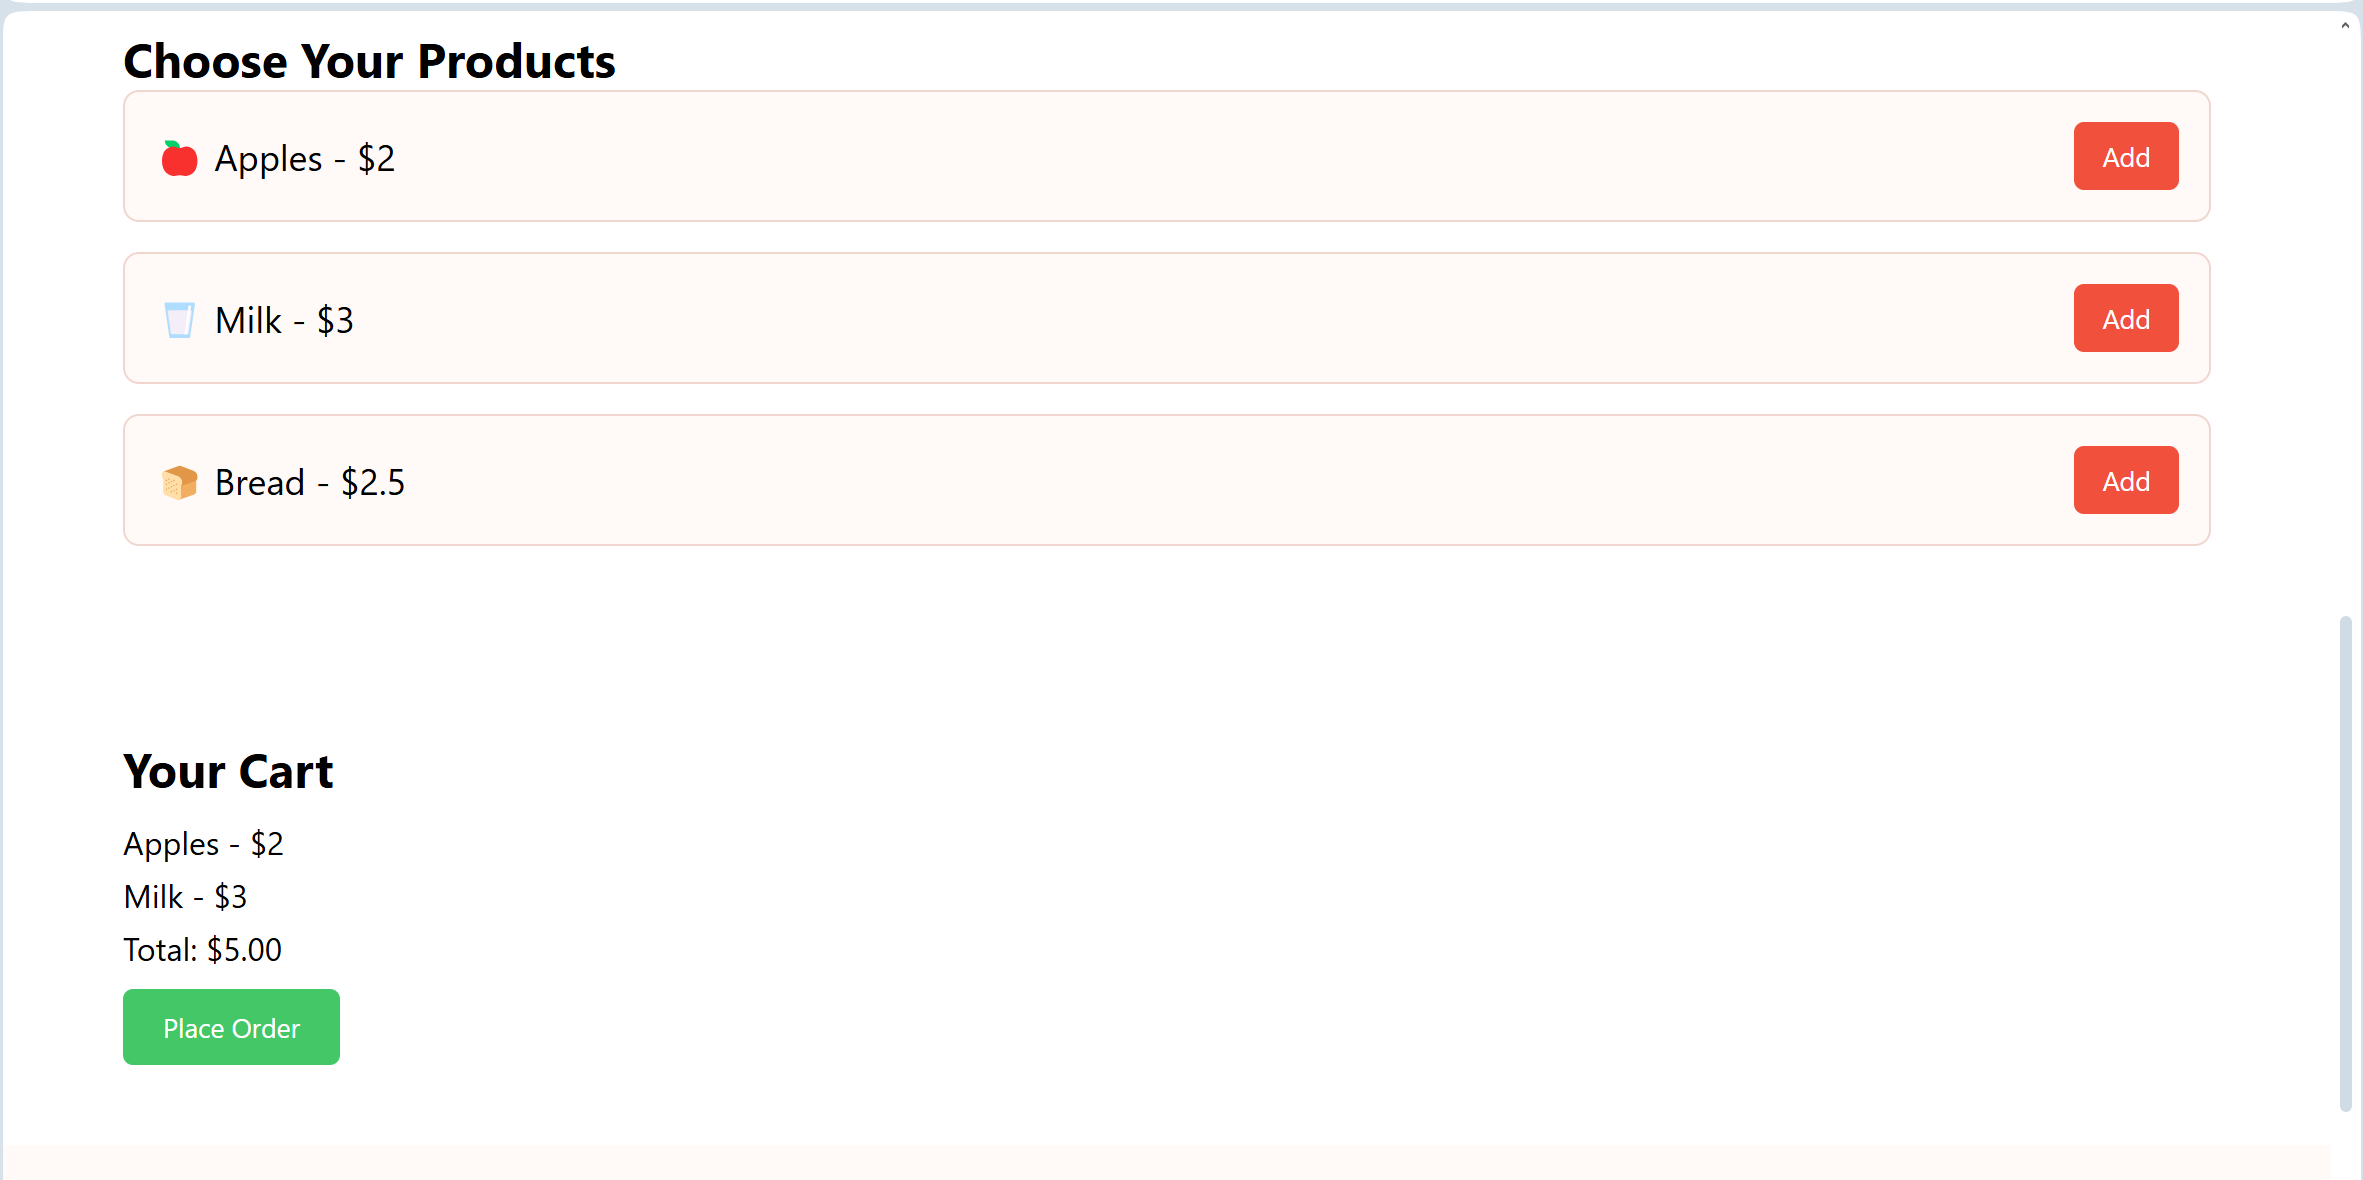 Choose Your Products
Apples - $2
Add
Milk - $3
Add
Bread - $2.5
Add
Your Cart
Apples - $2
Milk - $3
Total: $5.00
Place Order